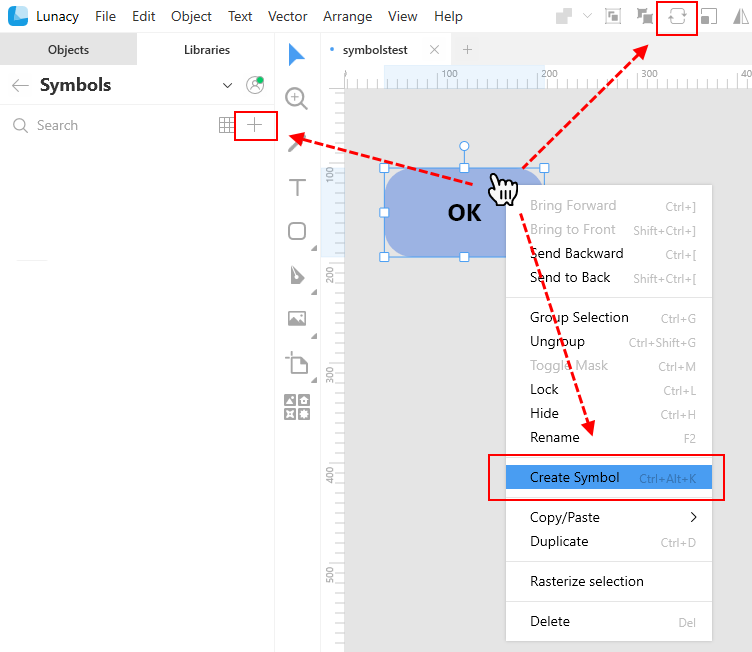 Lunacy File Edit Object Text Vector Arrange View Help
Objects Libraries symbolstest
Symbols
100 200 300 400
Search
100
OK
200
300
400
500
Bring Forward Ctrl+]
Bring to Front Shift+Ctrl+]
Send Backward Ctrl+[
Send to Back Shift+Ctrl+[
Group Selection Ctrl+G
Ungroup Ctrl+Shift+G
Toggle Mask Ctrl+M
Lock Ctrl+L
Hide Ctrl+H
Rename F2
Create Symbol Ctrl+Alt+K
Copy/Paste
Duplicate Ctrl+D
Rasterize selection
Delete Del